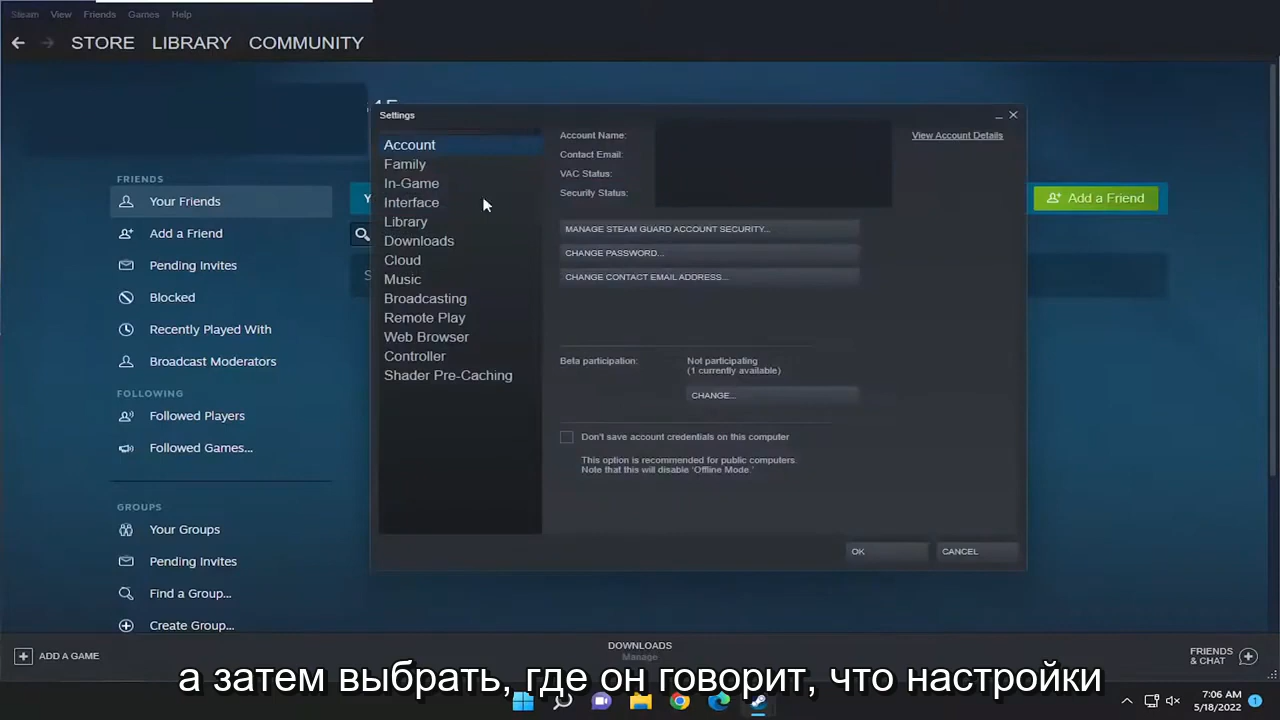 Steam View Friends Games Help
STORE LIBRARY COMMUNITY
Settings
Account
Family
In-Game
Interface
Library
Downloads
Cloud
Music
Broadcasting
Remote Play
Web Browser
Controller
Shader Pre-Caching
Account Name:
Contact Email:
VAC Status:
Security Status:
View Account Details
MANAGE STEAM GUARD ACCOUNT SECURITY...
CHANGE PASSWORD...
CHANGE CONTACT EMAIL ADDRESS...
Beta participation:
Not participating
(1 currently available)
CHANGE...
Don't save account credentials on this computer
This option is recommended for public computers.
Note that this will disable 'Offline Mode.'
OK
CANCEL
FRIENDS
Your Friends
Add a Friend
Pending Invites
Blocked
Recently Played With
Broadcast Moderators
FOLLOWING
Followed Players
Followed Games...
GROUPS
Your Groups
Pending Invites
Find a Group...
Create Group...
Add a Friend
ADD A GAME
DOWNLOADS
Manage
FRIENDS
& CHAT
а затем выбрать, где он говорит, что настройки
7:06 AM
5/18/2022
1